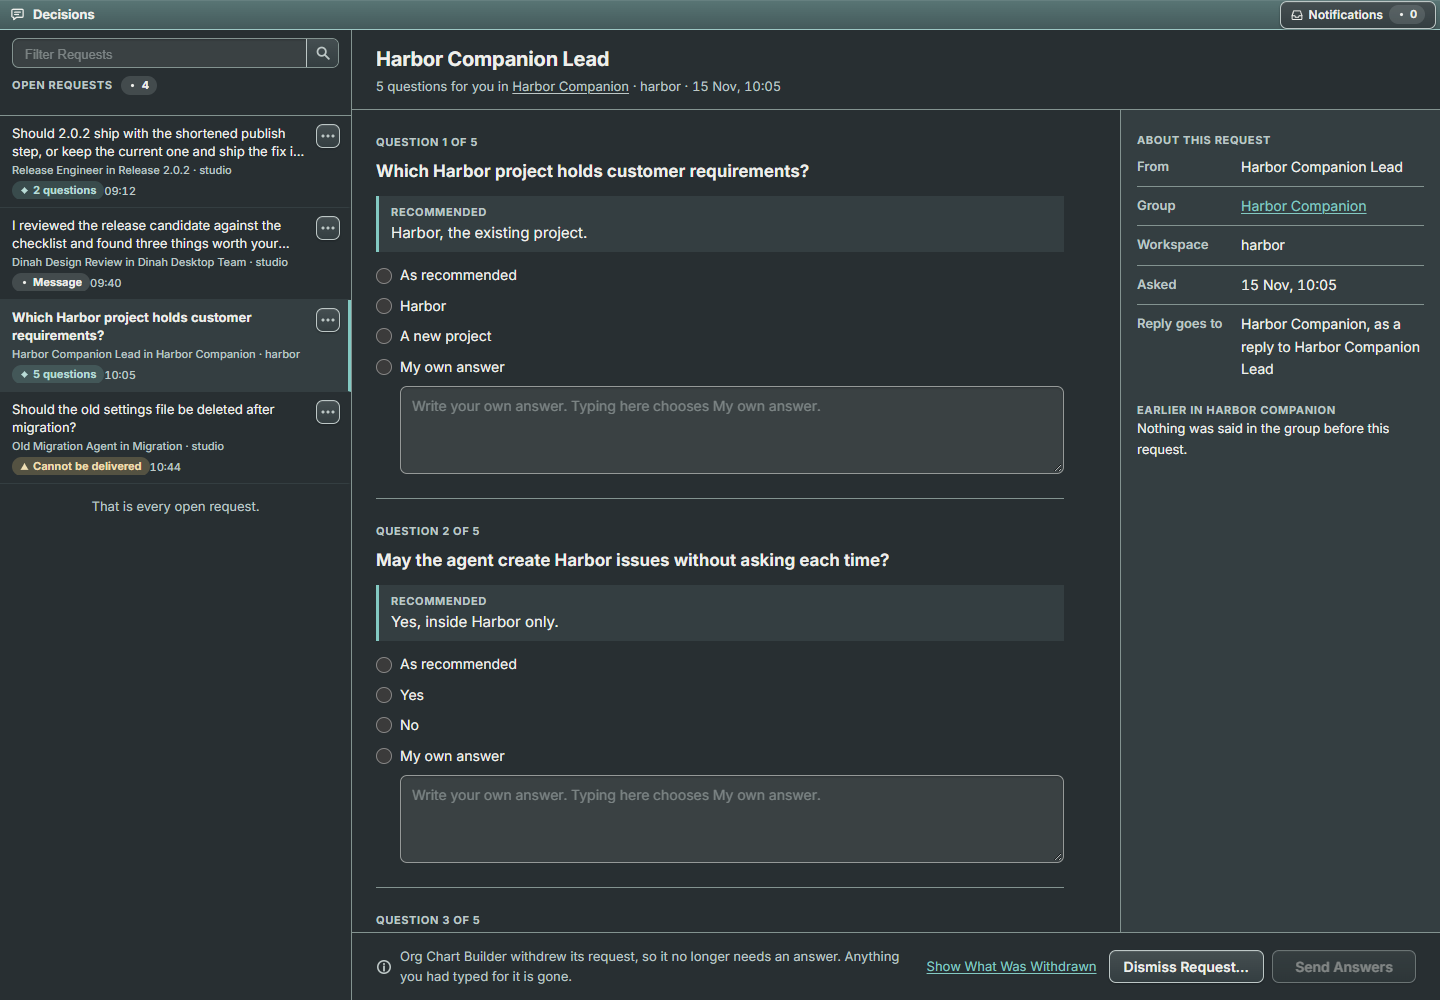 Decisions
Notifications
• 0
Filter Requests
OPEN REQUESTS
• 4
Should 2.0.2 ship with the shortened publish
step, or keep the current one and ship the fix i...
Release Engineer in Release 2.0.2 · studio
2 questions
09:12
I reviewed the release candidate against the
checklist and found three things worth your...
Dinah Design Review in Dinah Desktop Team · studio
• Message
09:40
Which Harbor project holds customer
requirements?
Harbor Companion Lead in Harbor Companion · harbor
5 questions
10:05
Should the old settings file be deleted after
migration?
Old Migration Agent in Migration · studio
Cannot be delivered
10:44
That is every open request.
Harbor Companion Lead
5 questions for you in Harbor Companion · harbor · 15 Nov, 10:05
QUESTION 1 OF 5
Which Harbor project holds customer requirements?
RECOMMENDED
Harbor, the existing project.
As recommended
Harbor
A new project
My own answer
Write your own answer. Typing here chooses My own answer.
QUESTION 2 OF 5
May the agent create Harbor issues without asking each time?
RECOMMENDED
Yes, inside Harbor only.
As recommended
Yes
No
My own answer
Write your own answer. Typing here chooses My own answer.
QUESTION 3 OF 5
ABOUT THIS REQUEST
From
Harbor Companion Lead
Group
Harbor Companion
Workspace
harbor
Asked
15 Nov, 10:05
Reply goes to
Harbor Companion, as a
reply to Harbor Companion
Lead
EARLIER IN HARBOR COMPANION
Nothing was said in the group before this
request.
Org Chart Builder withdrew its request, so it no longer needs an answer. Anything
you had typed for it is gone.
Show What Was Withdrawn
Dismiss Request...
Send Answers